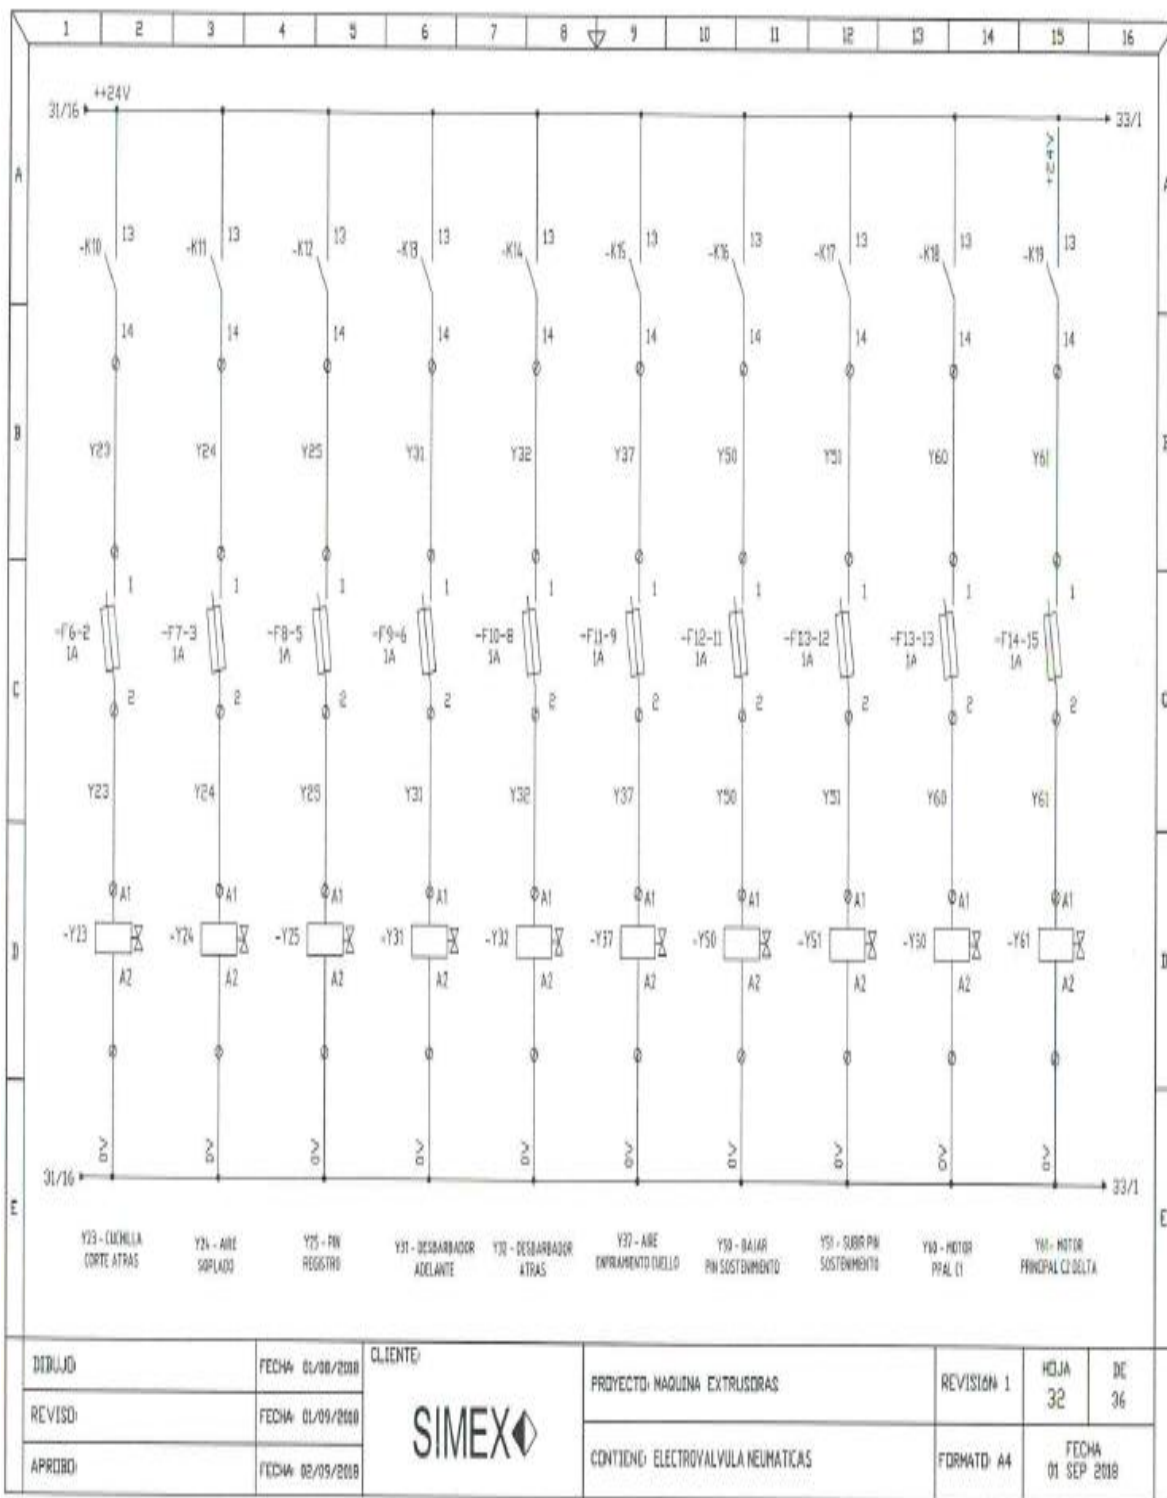 1 2 3 4 5 6 7 8 9 10 11 12 13 14 15 16
++24V
31/16 33/1
+24V
A A
-K10 13 -K11 13 -K12 13 -K13 13 -K14 13 -K15 13 -K16 13 -K17 13 -K18 13 -K19 13
14 14 14 14 14 14 14 14 14 14
B
Y23 Y24 Y25 Y31 Y32 Y37 Y50 Y51 Y60 Y61
1 1 1 1 1 1 1 1 1 1
-F6-2 -F7-3 -F8-5 -F9-6 -F10-8 -F11-9 -F12-11 -F13-12 -F13-13 -F14-15
1A 1A 1A 1A 1A 1A 1A 1A 1A 1A
C C
2 2 2 2 2 2 2 2 2 2
Y23 Y24 Y25 Y31 Y32 Y37 Y50 Y51 Y60 Y61
A1 A1 A1 A1 A1 A1 A1 A1 A1 A1
-Y23 -Y24 -Y25 -Y31 -Y32 -Y37 -Y50 -Y51 -Y50 -Y61
D D
A2 A2 A2 A2 A2 A2 A2 A2 A2 A2
0V 0V 0V 0V 0V 0V 0V 0V 0V 0V
31/16 33/1
E E
Y23 - CUCHILLA Y24 - AIRE Y25 - PIN Y31 - DESBARBADOR Y32 - DESBARBADOR Y37 - AIRE Y50 - BAJAR Y51 - SUBIR PIN Y60 - MOTOR Y61 - MOTOR
CORTE ATRAS SOPLADO REGISTRO ADELANTE ATRAS ENFRIAMIENTO CUELLO PIN SOSTENIMIENTO SOSTENIMIENTO PPAL C1 PRINCIPAL C2 DELTA
DIBUJO: FECHA: 01/08/2018 CLIENTE: PROYECTO: MAQUINA EXTRUSORAS REVISIÓN: 1 HOJA DE
32 36
REVISO: FECHA: 01/09/2018 SIMEX
APROBO: FECHA: 02/09/2018 CONTIENE: ELECTROVALVULA NEUMATICAS FORMATO: A4 FECHA
01 SEP 2018